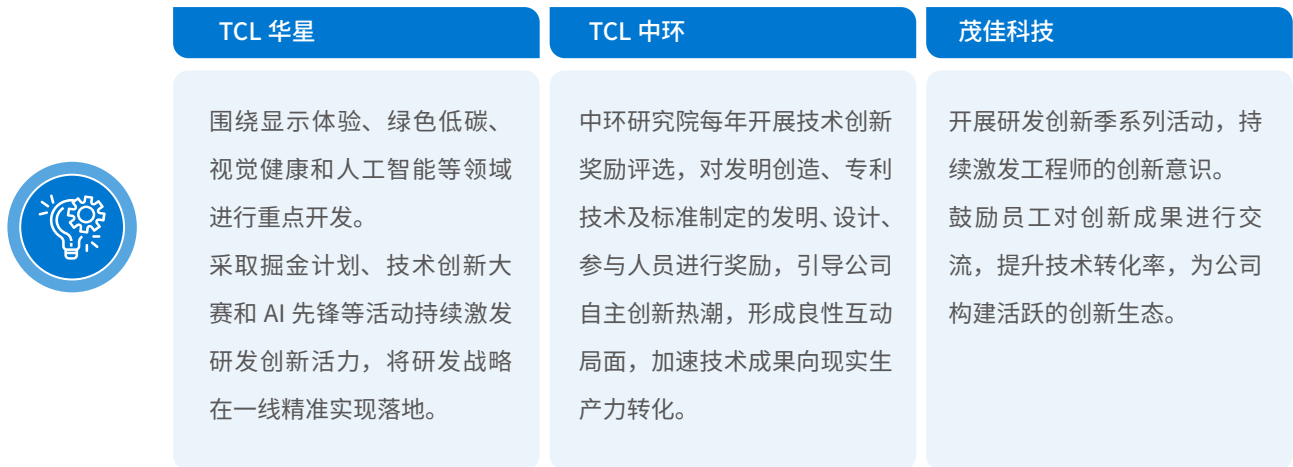 TCL 华星
围绕显示体验、绿色低碳、
视觉健康和人工智能等领域
进行重点开发。
采取掘金计划、技术创新大
赛和 AI 先锋等活动持续激发
研发创新活力，将研发战略
在一线精准实现落地。
TCL 中环
中环研究院每年开展技术创新
奖励评选，对发明创造、专利
技术及标准制定的发明、设计、
参与人员进行奖励，引导公司
自主创新热潮，形成良性互动
局面，加速技术成果向现实生
产力转化。
茂佳科技
开展研发创新季系列活动，持
续激发工程师的创新意识。
鼓励员工对创新成果进行交
流，提升技术转化率，为公司
构建活跃的创新生态。